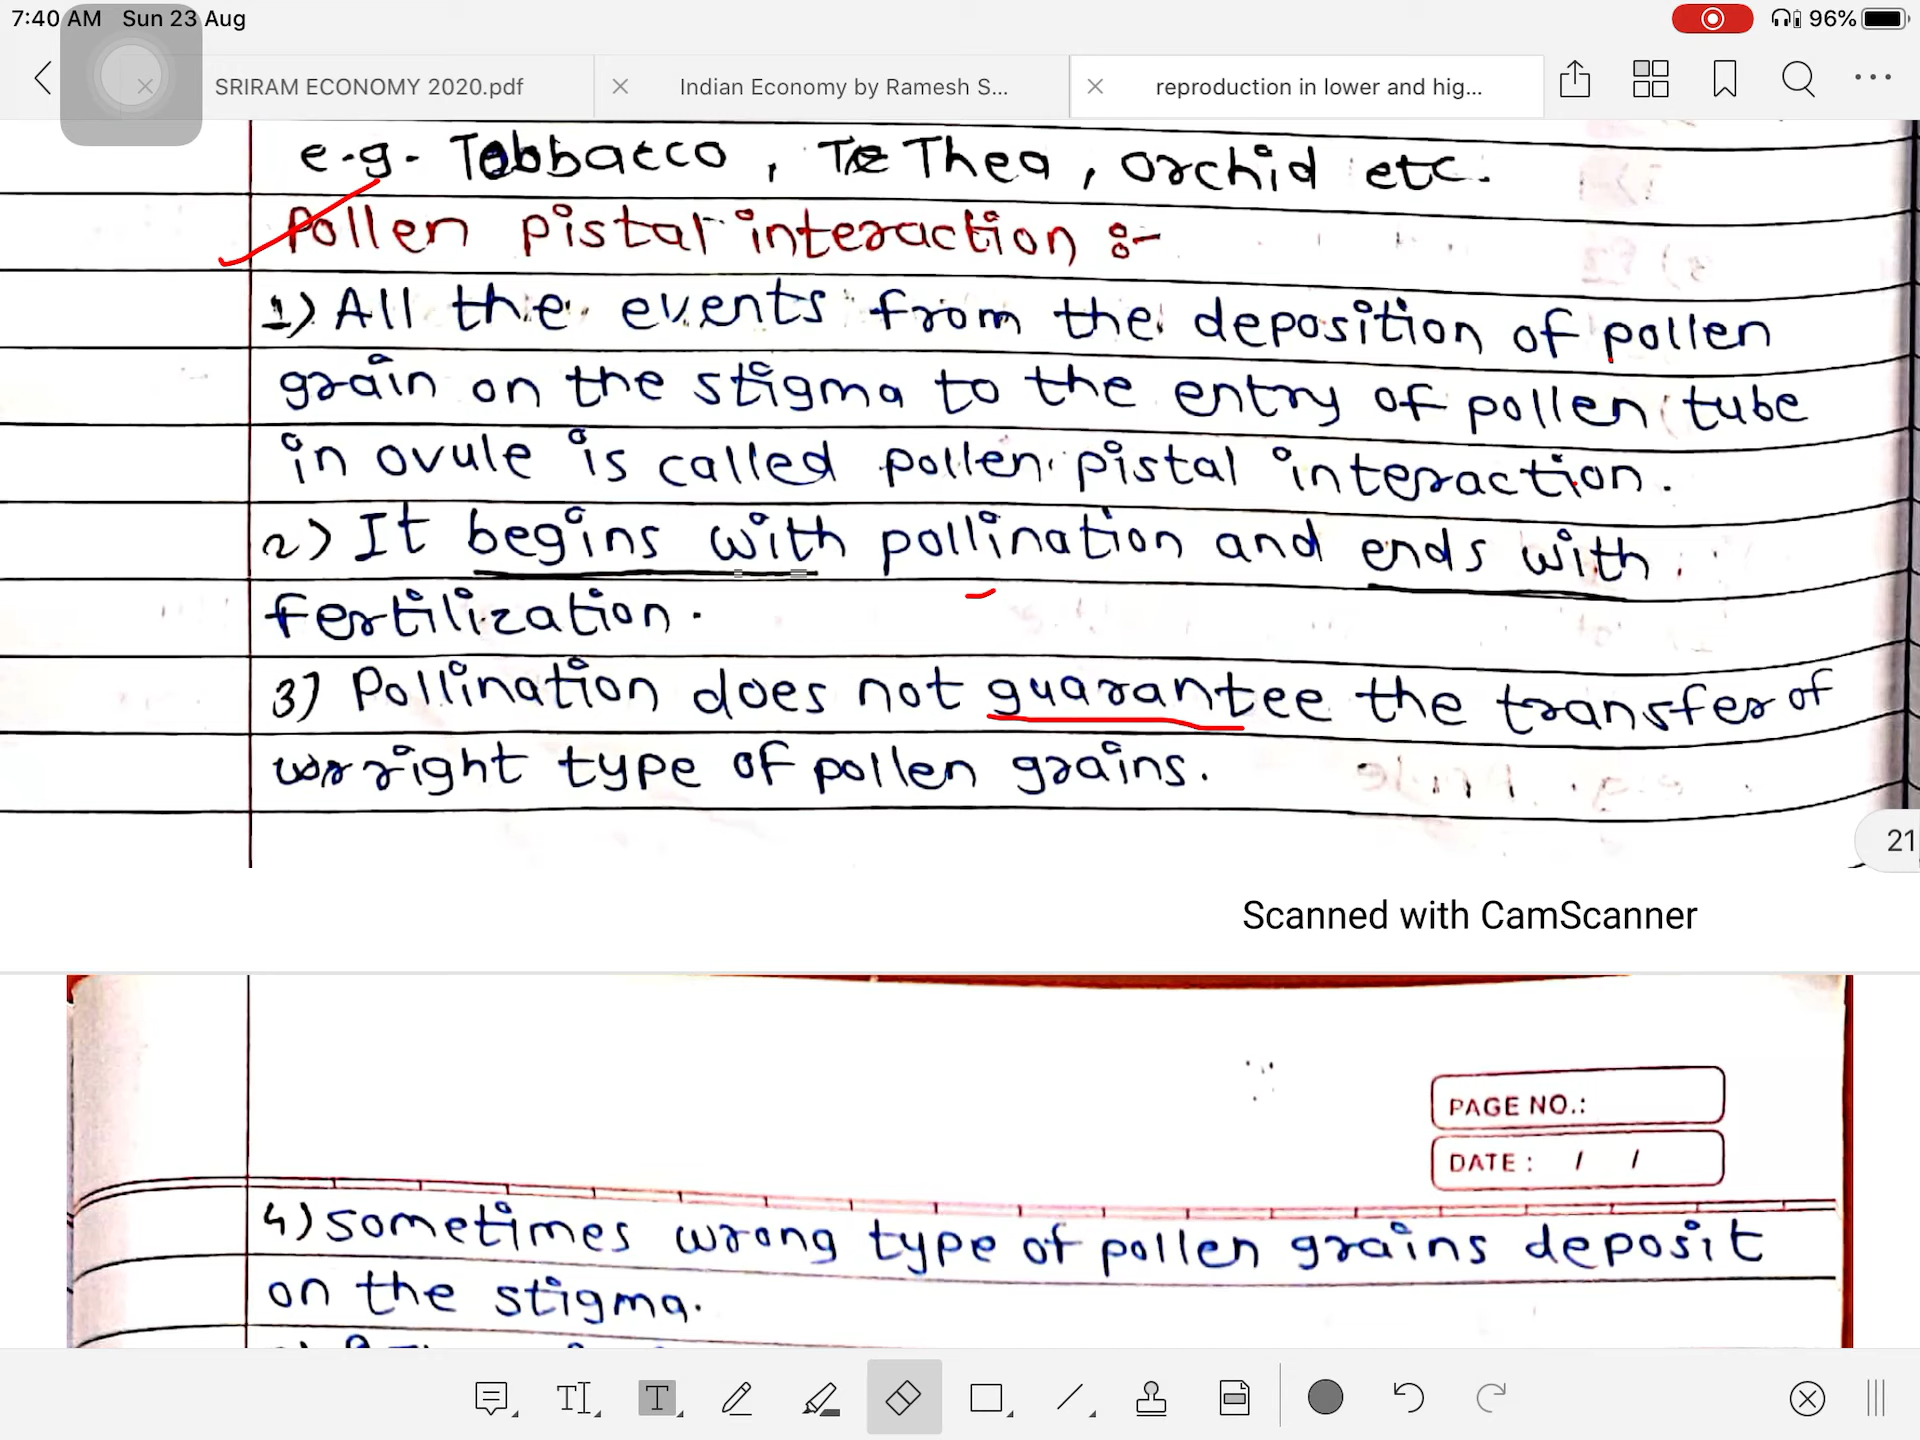 7:40 AM Sun 23 Aug
96%
SRIRAM ECONOMY 2020.pdf
Indian Economy by Ramesh S...
reproduction in lower and hig...
e.g. Tobbacco, Te Thea, orchid etc.
Pollen pistal interaction :-
1) All the events from the deposition of pollen
grain on the stigma to the entry of pollen tube
in ovule is called pollen pistal interaction.
2) It begins with pollination and ends with
fertilization.
3) Pollination does not guarantee the transfer of
right type of pollen grains.
21
Scanned with CamScanner
PAGE NO.:
DATE : / /
4) sometimes wrong type of pollen grains deposit
on the stigma.